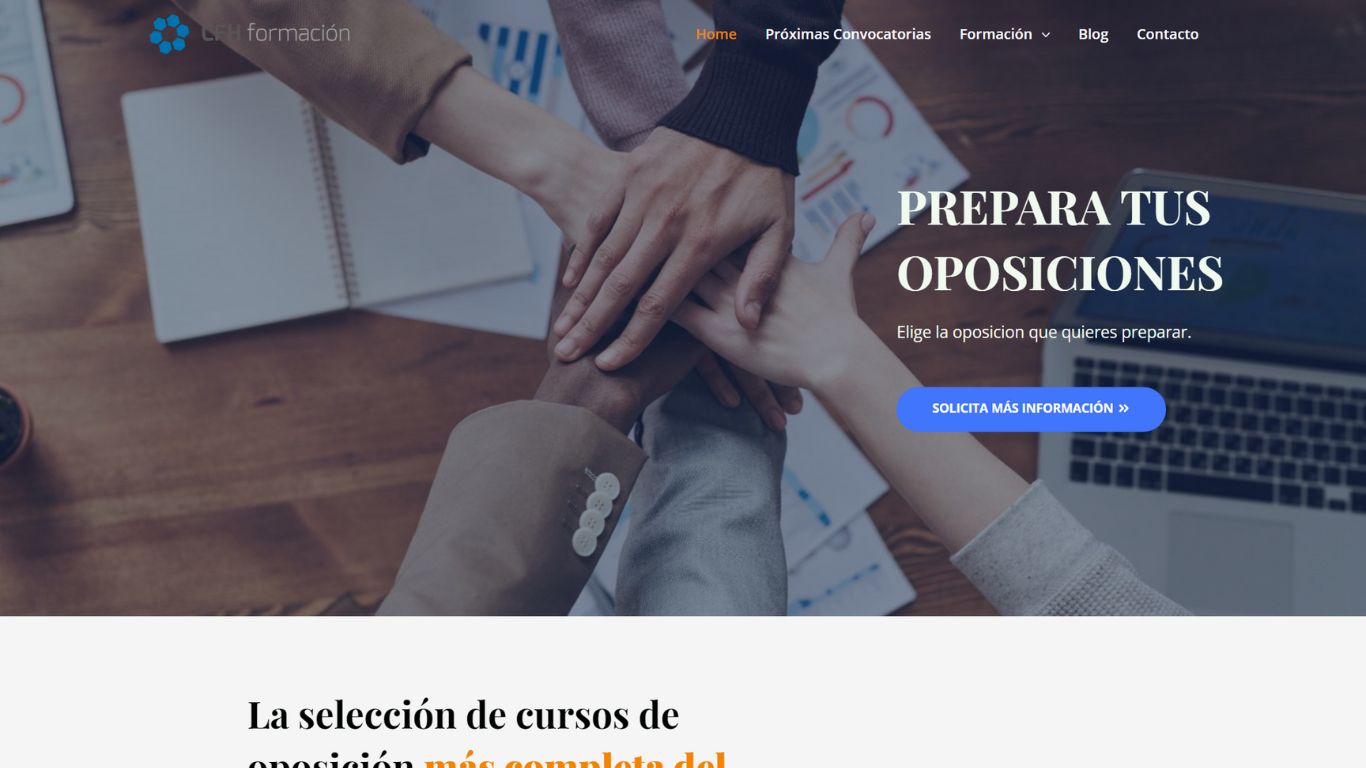 CFH formación
Home Próximas Convocatorias Formación Blog Contacto
PREPARA TUS
OPOSICIONES
Elige la oposicion que quieres preparar.
SOLICITA MÁS INFORMACIÓN »
La selección de cursos de
oposición más completa del